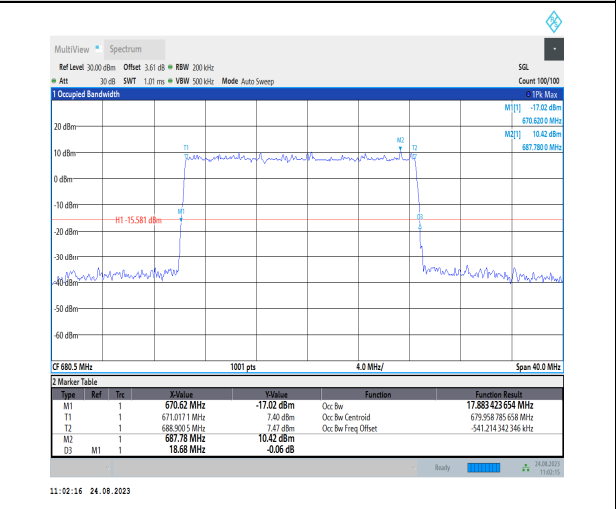 MultiView Spectrum
Ref Level 30.00 dBm Offset 3.61 dB RBW 200 kHz SGL
Att 30 dB SWT 1.01 ms VBW 500 kHz Mode Auto Sweep Count 100/100
1 Occupied Bandwidth 1Pk Max
M1[1] -17.02 dBm
670.6200 MHz
M2[1] 10.42 dBm
687.7800 MHz
20 dBm
M2
T1 T2
10 dBm
0 dBm
-10 dBm
M1
D3
H1 -15.581 dBm
-20 dBm
-30 dBm
-40 dBm
-50 dBm
-60 dBm
CF 680.5 MHz 1001 pts 4.0 MHz/ Span 40.0 MHz
2 Marker Table
Type Ref Trc X-Value Y-Value Function Function Result
M1 1 670.62 MHz -17.02 dBm Occ Bw 17.883 423 654 MHz
T1 1 671.017 1 MHz 7.40 dBm Occ Bw Centroid 679.958 785 658 MHz
T2 1 688.900 5 MHz 7.47 dBm Occ Bw Freq Offset -541.214 342 346 kHz
M2 1 687.78 MHz 10.42 dBm
D3 M1 1 18.68 MHz -0.06 dB
Ready 24.08.2023
11:02:15
11:02:16 24.08.2023